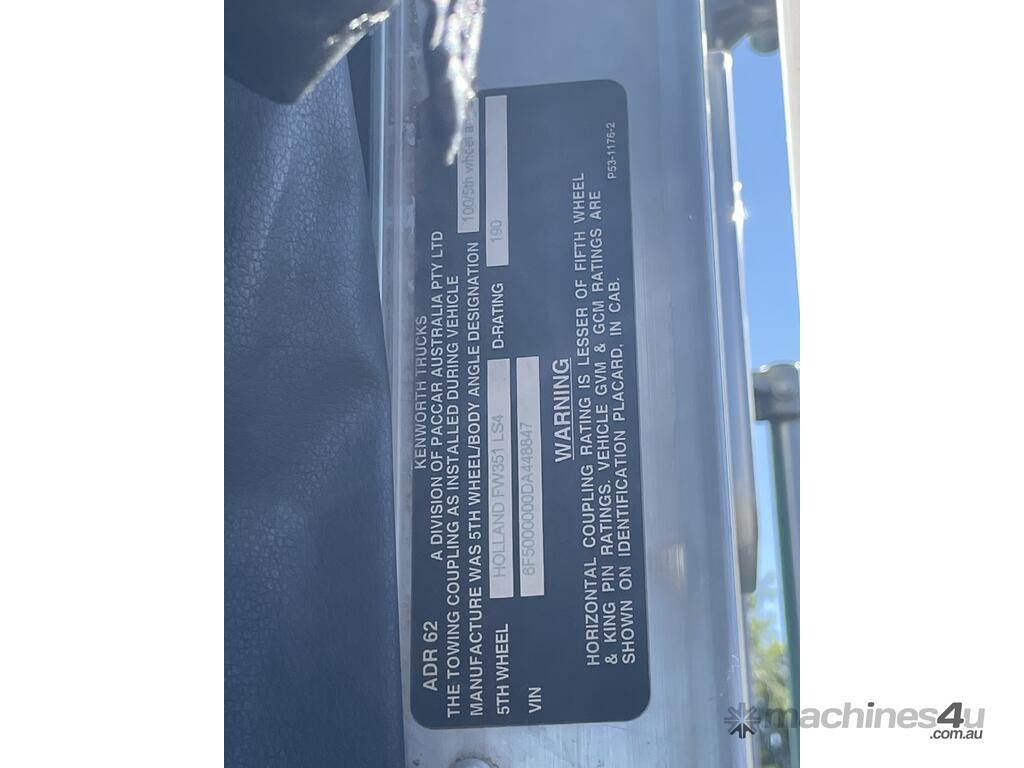 ADR 62
KENWORTH TRUCKS
A DIVISION OF PACCAR AUSTRALIA PTY LTD
THE TOWING COUPLING AS INSTALLED DURING VEHICLE
MANUFACTURE WAS 5TH WHEEL/BODY ANGLE DESIGNATION 100/5th wheel
5TH WHEEL HOLLAND FW351 LS4 D-RATING 190
VIN 6F5000000DA448847
WARNING
HORIZONTAL COUPLING RATING IS LESSER OF FIFTH WHEEL
& KING PIN RATINGS. VEHICLE GVM & GCM RATINGS ARE
SHOWN ON IDENTIFICATION PLACARD, IN CAB.
P53-1176-2
machines4u
.com.au